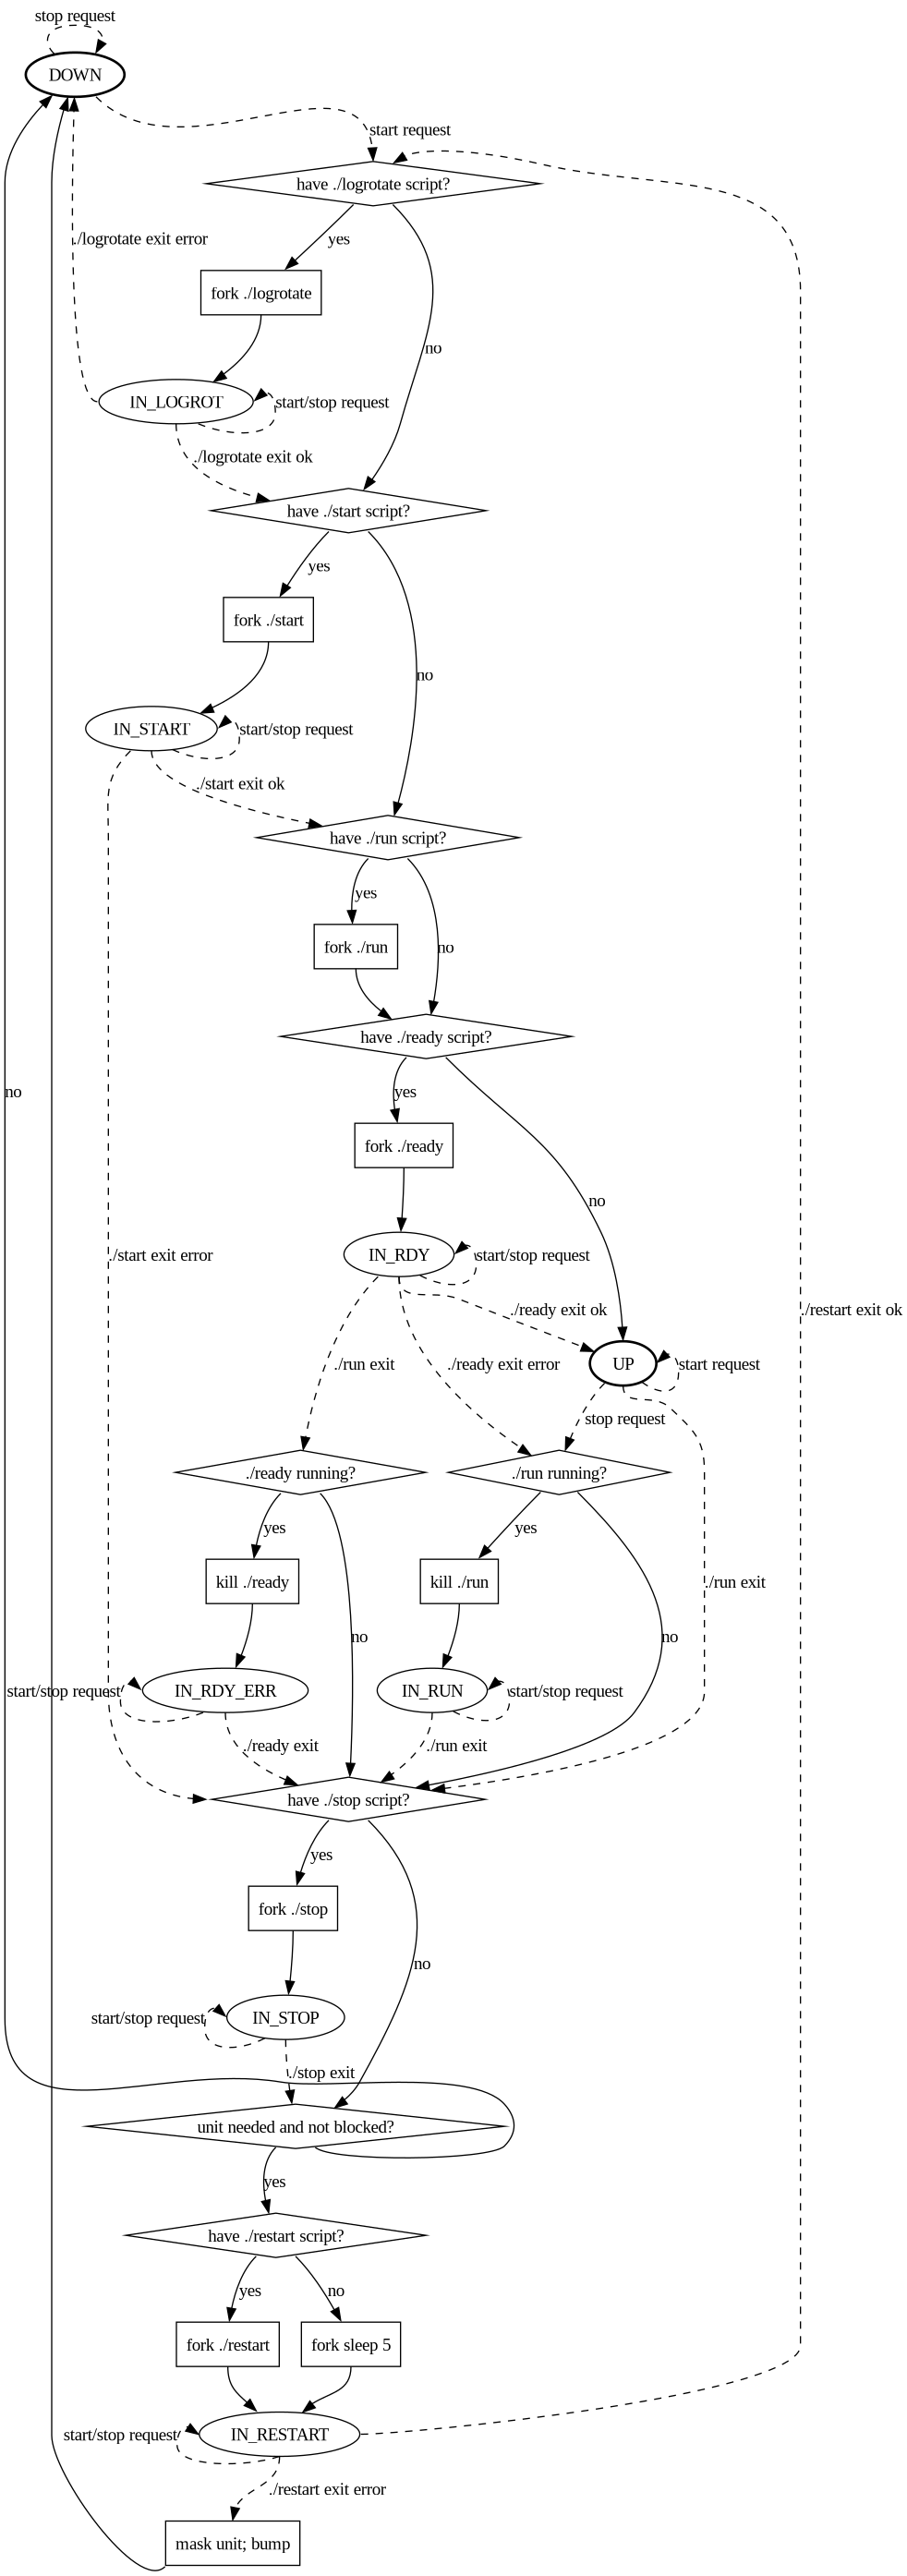 stop request
DOWN
start request
have ./logrotate script?
./logrotate exit error
yes
fork ./logrotate
no
IN_LOGROT
start/stop request
./logrotate exit ok
have ./start script?
yes
fork ./start
no
IN_START
start/stop request
./start exit ok
have ./run script?
yes
fork ./run
no
have ./ready script?
no
yes
fork ./ready
no
./start exit error
IN_RDY
start/stop request
./ready exit ok
./restart exit ok
./run exit
./ready exit error
UP
start request
stop request
./ready running?
./run running?
yes
yes
kill ./ready
kill ./run
./run exit
no
no
start/stop request
IN_RDY_ERR
IN_RUN
start/stop request
./ready exit
./run exit
have ./stop script?
yes
fork ./stop
no
start/stop request
IN_STOP
./stop exit
unit needed and not blocked?
yes
have ./restart script?
yes
no
fork ./restart
fork sleep 5
start/stop request
IN_RESTART
./restart exit error
mask unit; bump